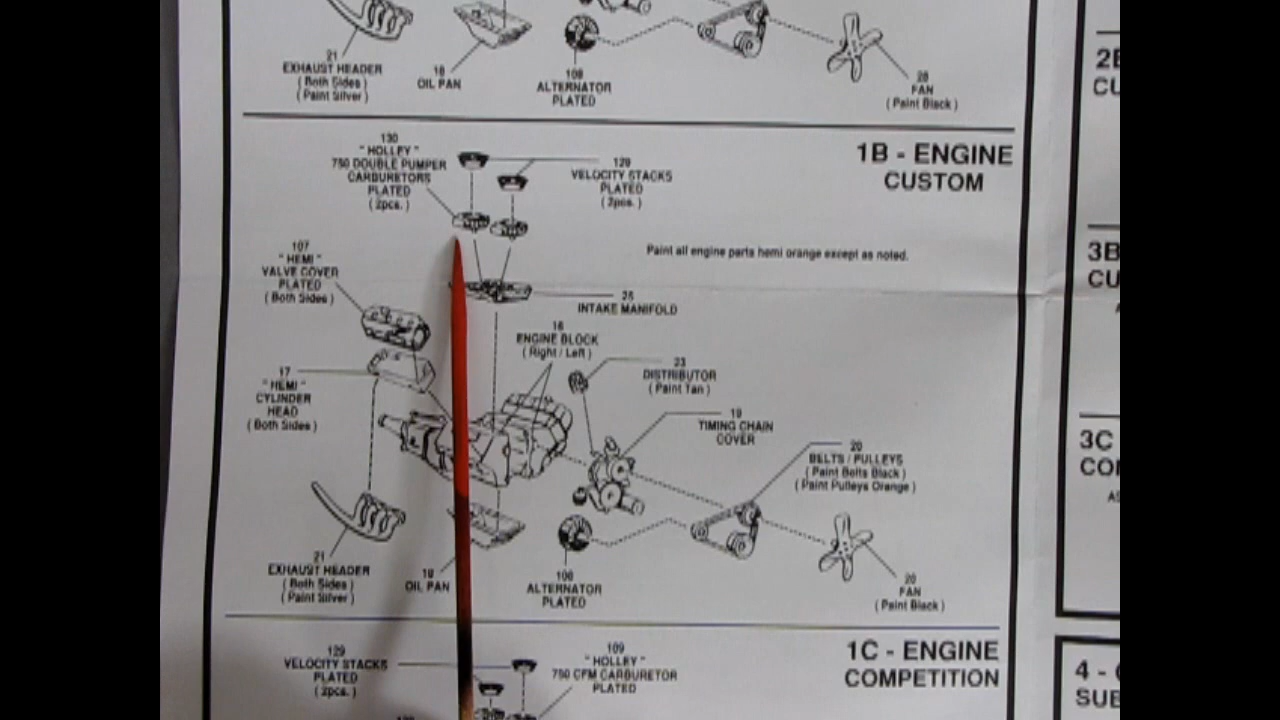 21
EXHAUST HEADER
( Both Sides )
( Paint Silver )
18
OIL PAN
108
ALTERNATOR
PLATED
28
FAN
( Paint Black )
1B - ENGINE
CUSTOM
130
" HOLLEY "
750 DOUBLE PUMPER
CARBURETORS
PLATED
( 2pcs. )
129
VELOCITY STACKS
PLATED
( 2pcs. )
Paint all engine parts hemi orange except as noted.
107
" HEMI "
VALVE COVER
PLATED
( Both Sides )
25
INTAKE MANIFOLD
16
ENGINE BLOCK
( Right / Left )
23
DISTRIBUTOR
( Paint Tan )
17
" HEMI "
CYLINDER
HEAD
( Both Sides )
19
TIMING CHAIN
COVER
20
BELTS / PULLEYS
( Paint Belts Black )
( Paint Pulleys Orange )
21
EXHAUST HEADER
( Both Sides )
( Paint Silver )
18
OIL PAN
108
ALTERNATOR
PLATED
FAN
( Paint Black )
1C - ENGINE
COMPETITION
129
VELOCITY STACKS
PLATED
( 2pcs. )
109
" HOLLEY "
750 CFM CARBURETOR
PLATED
3B
CU
3C
4 -
SUB